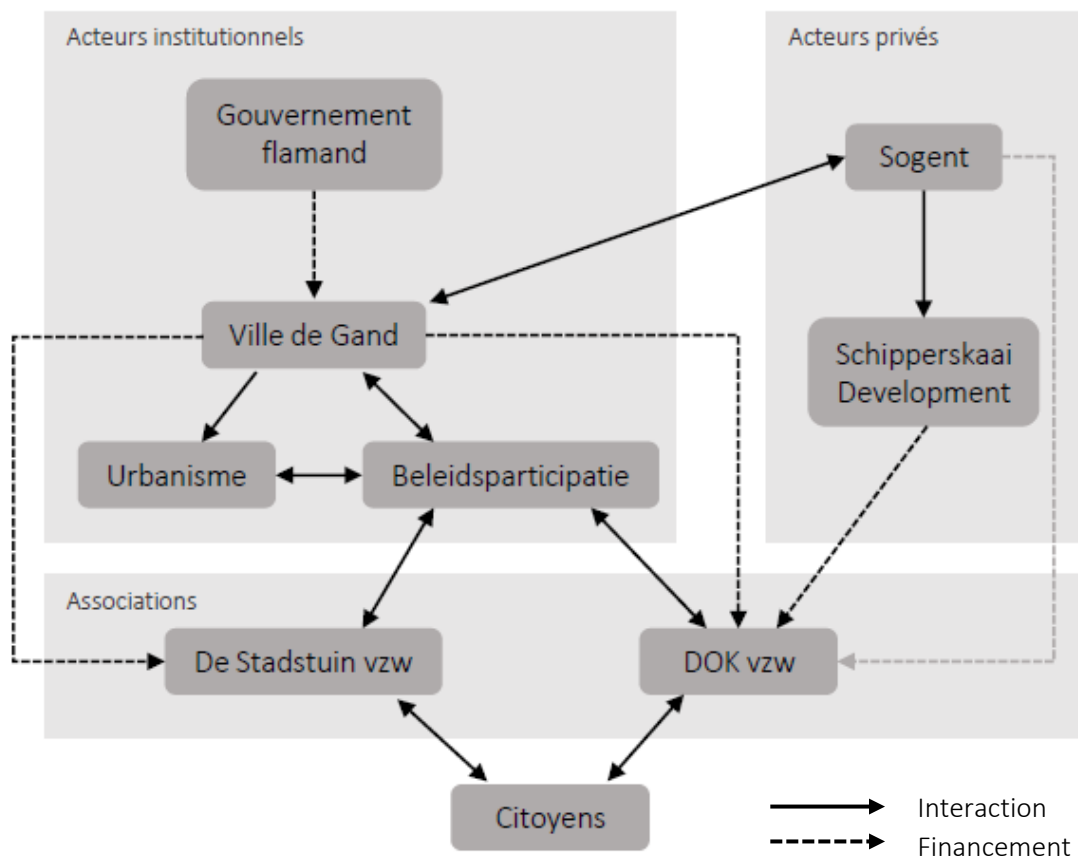 Acteurs institutionnels
Acteurs privés
Gouvernement
flamand
Sogent
Ville de Gand
Schipperskaai
Development
Urbanisme
Beleidsparticipatie
Associations
De Stadstuin vzw
DOK vzw
Citoyens
Interaction
Financement